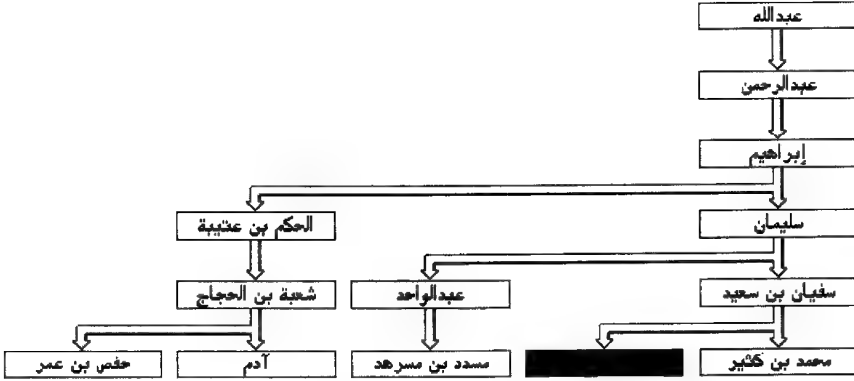 عبدالله
عبدالرحمن
إبراهيم
سليمان
الحكم بن عتيبة
سفيان بن سعيد
عبدالواحد
شعبة بن الحجاج
محمد بن كثير
مسدد بن مسرهد
آدم
حفص بن عمر